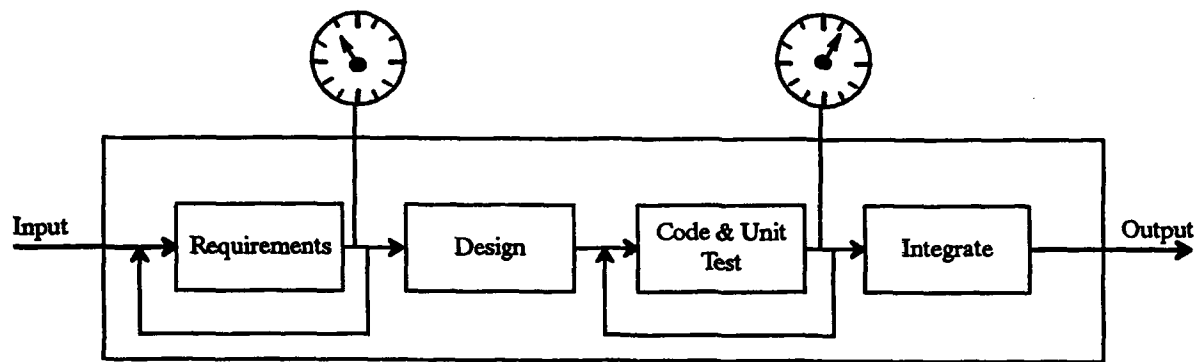 Input
Requirements
Design
Code & Unit
Test
Integrate
Output